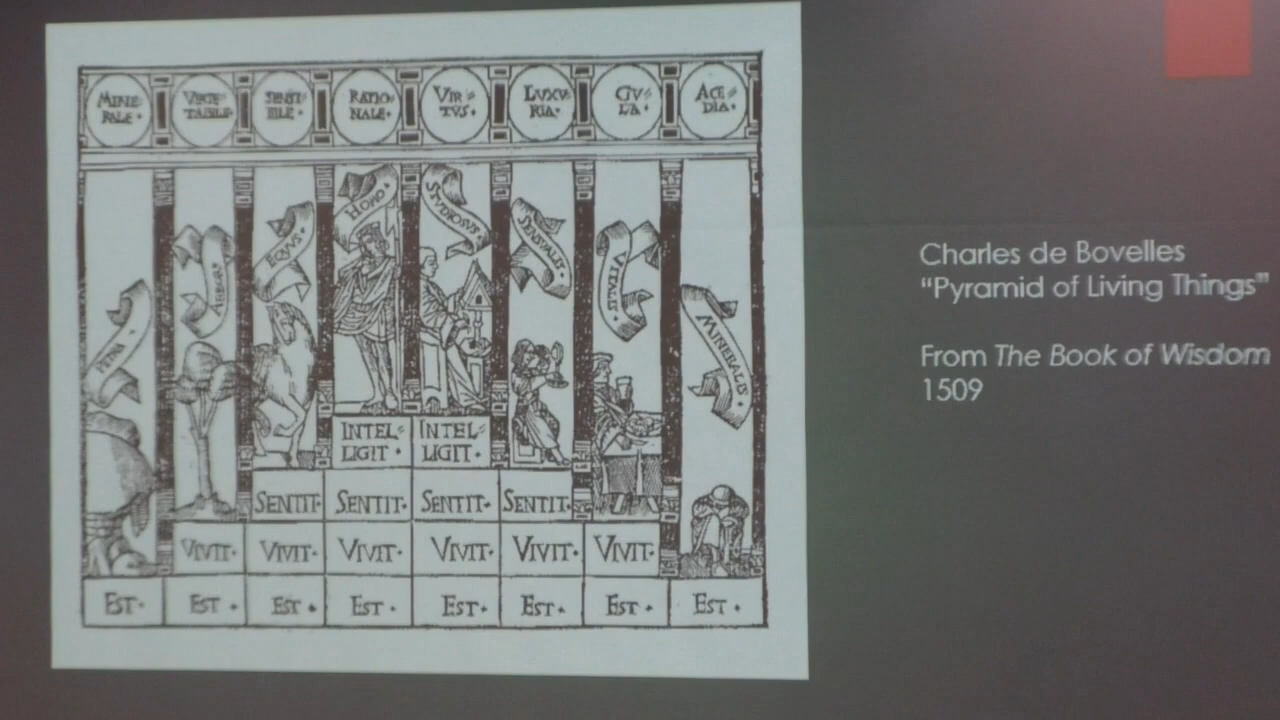 MINE⸗
RALE·
VEGE⸗
TABILE·
SENSI⸗
BILE·
RATIO⸗
NALE·
VIR⸗
TVS·
LVXV⸗
RIA·
GV⸗
LA·
ACE⸗
DIA·
PETRA·
ARBOR·
EQVVS·
HOMO·
STVDIOSVS·
SENSVALIS·
VITALIS·
MINERALIS·
INTEL⸗
LIGIT·
INTEL⸗
LIGIT·
SENTIT· SENTIT· SENTIT· SENTIT·
VIVIT· VIVIT· VIVIT· VIVIT· VIVIT· VIVIT·
EST· EST· EST· EST· EST· EST· EST· EST·
Charles de Bovelles
“Pyramid of Living Things”
From The Book of Wisdom
1509